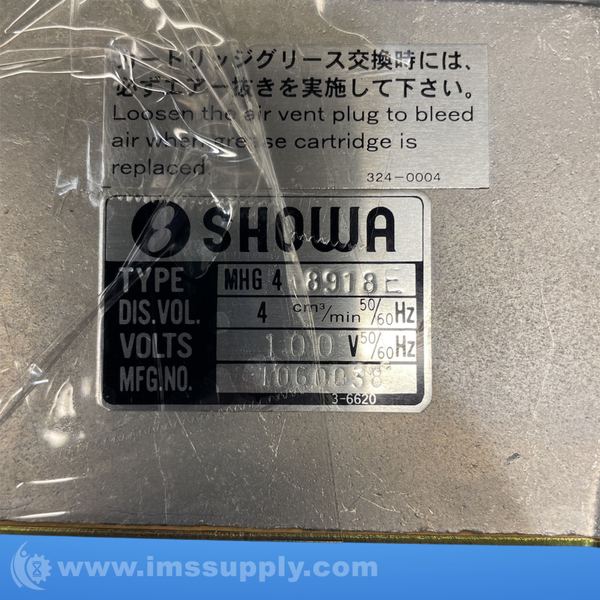 カートリッジグリース交換時には、
必ずエアー抜きを実施して下さい。
Loosen the air vent plug to bleed
air when grease cartridge is
replaced
324-0004
SHOWA
TYPE MHG 4 8918E
DIS.VOL. 4 cm³/min 50/60 Hz
VOLTS 100 V 50/60 Hz
MFG.NO. 1060038
3-6620
www.imssupply.com